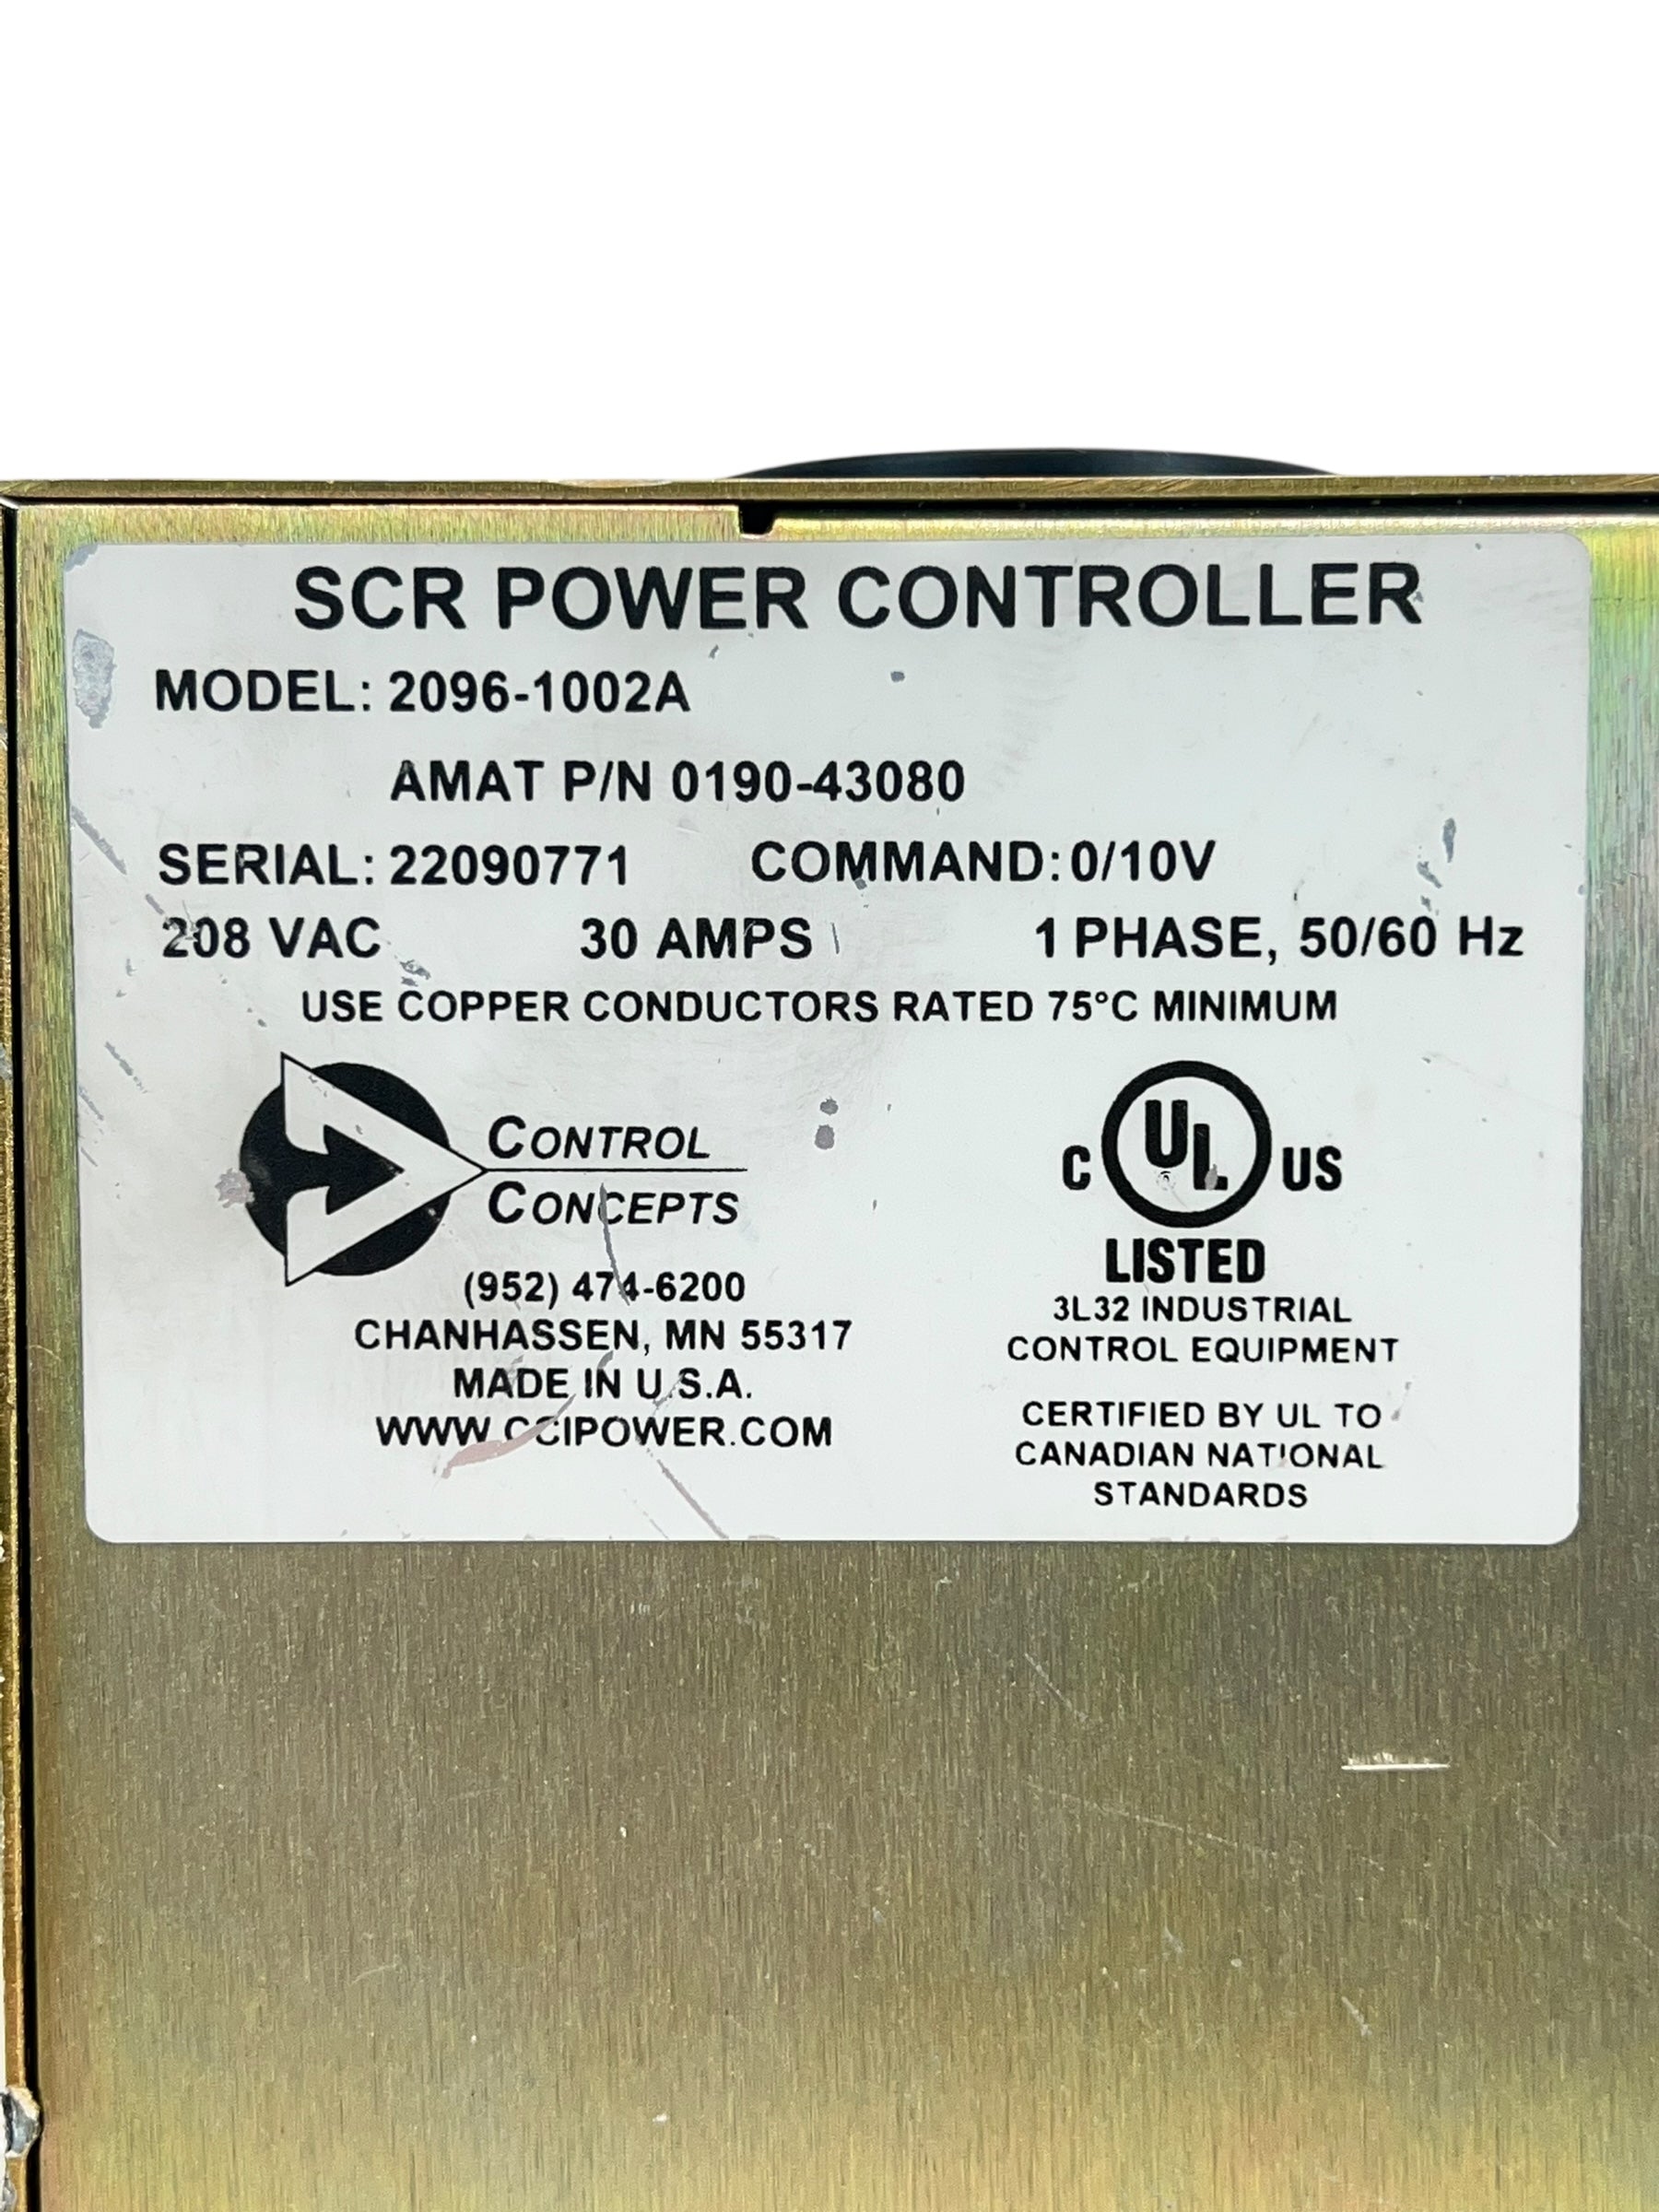 SCR POWER CONTROLLER
MODEL: 2096-1002A
AMAT P/N 0190-43080
SERIAL: 22090771 COMMAND: 0/10V
208 VAC 30 AMPS 1 PHASE, 50/60 Hz
USE COPPER CONDUCTORS RATED 75°C MINIMUM
CONTROL
CONCEPTS
(952) 474-6200
CHANHASSEN, MN 55317
MADE IN U.S.A.
WWW.CCIPOWER.COM
C UL US
LISTED
3L32 INDUSTRIAL
CONTROL EQUIPMENT
CERTIFIED BY UL TO
CANADIAN NATIONAL
STANDARDS